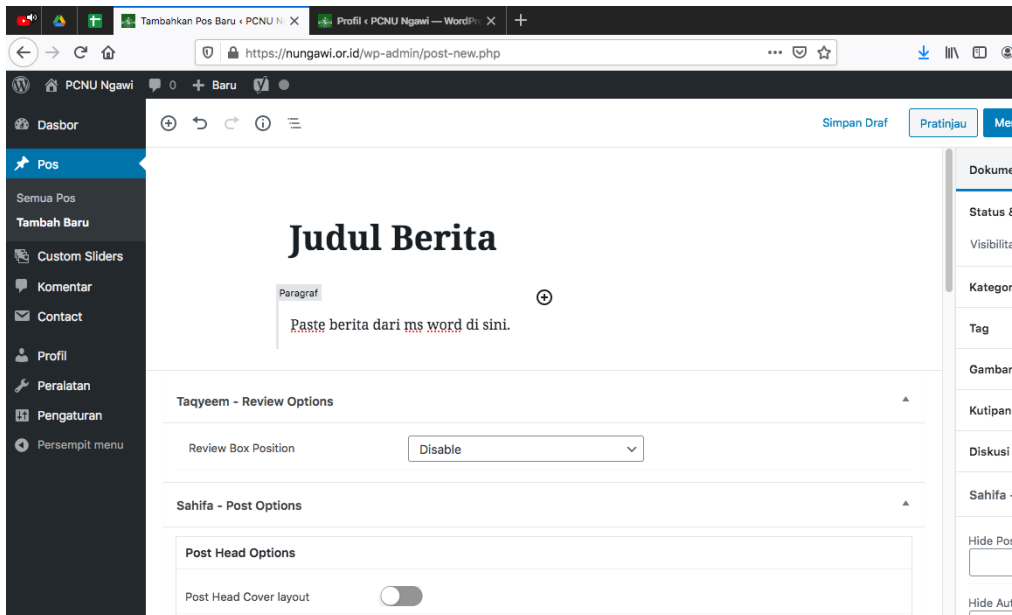 Tambahkan Pos Baru ‹ PCNU N
Profil ‹ PCNU Ngawi — WordPr
https://nungawi.or.id/wp-admin/post-new.php
PCNU Ngawi
0
Baru
Dasbor
Simpan Draf
Pratinjau
Me
Pos
Dokume
Semua Pos
Tambah Baru
Status &
Judul Berita
Visibilita
Custom Sliders
Komentar
Kategor
Paragraf
Contact
Paste berita dari ms word di sini.
Tag
Profil
Gambar
Peralatan
Taqyeem - Review Options
Kutipan
Pengaturan
Persempit menu
Review Box Position
Disable
Diskusi
Sahifa - Post Options
Sahifa -
Post Head Options
Hide Pos
Post Head Cover layout
Hide Aut